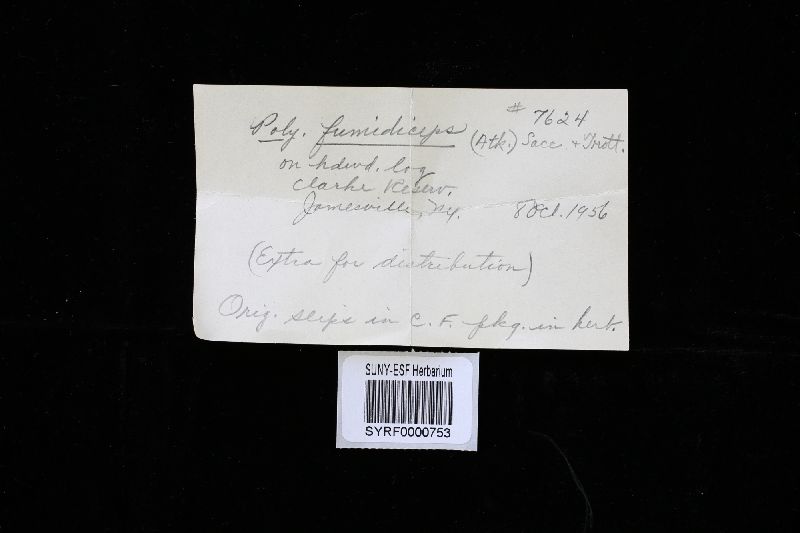 # 7624
Poly. fumidiceps (Atk.) Sacc. + Trott.
on hdwd. log
Clarke Reserv.
Jamesville, NY. 8 Oct. 1956
(Extra for distribution)
Orig. slips in C. F. pkg. in herb.
SUNY-ESF Herbarium
SYRF0000753